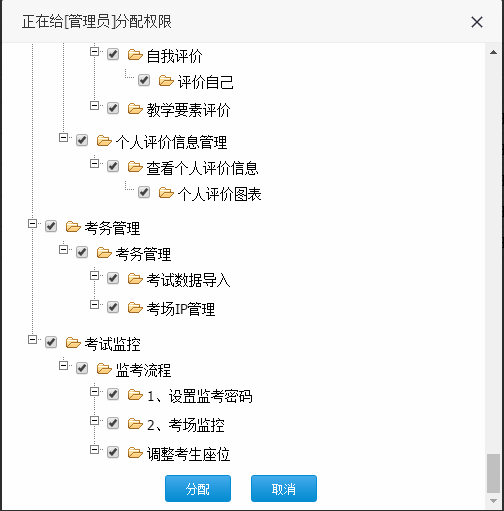 正在给[管理员]分配权限
自我评价
评价自己
教学要素评价
个人评价信息管理
查看个人评价信息
个人评价图表
考务管理
考务管理
考试数据导入
考场IP管理
考试监控
监考流程
1、设置监考密码
2、考场监控
调整考生座位
分配 取消